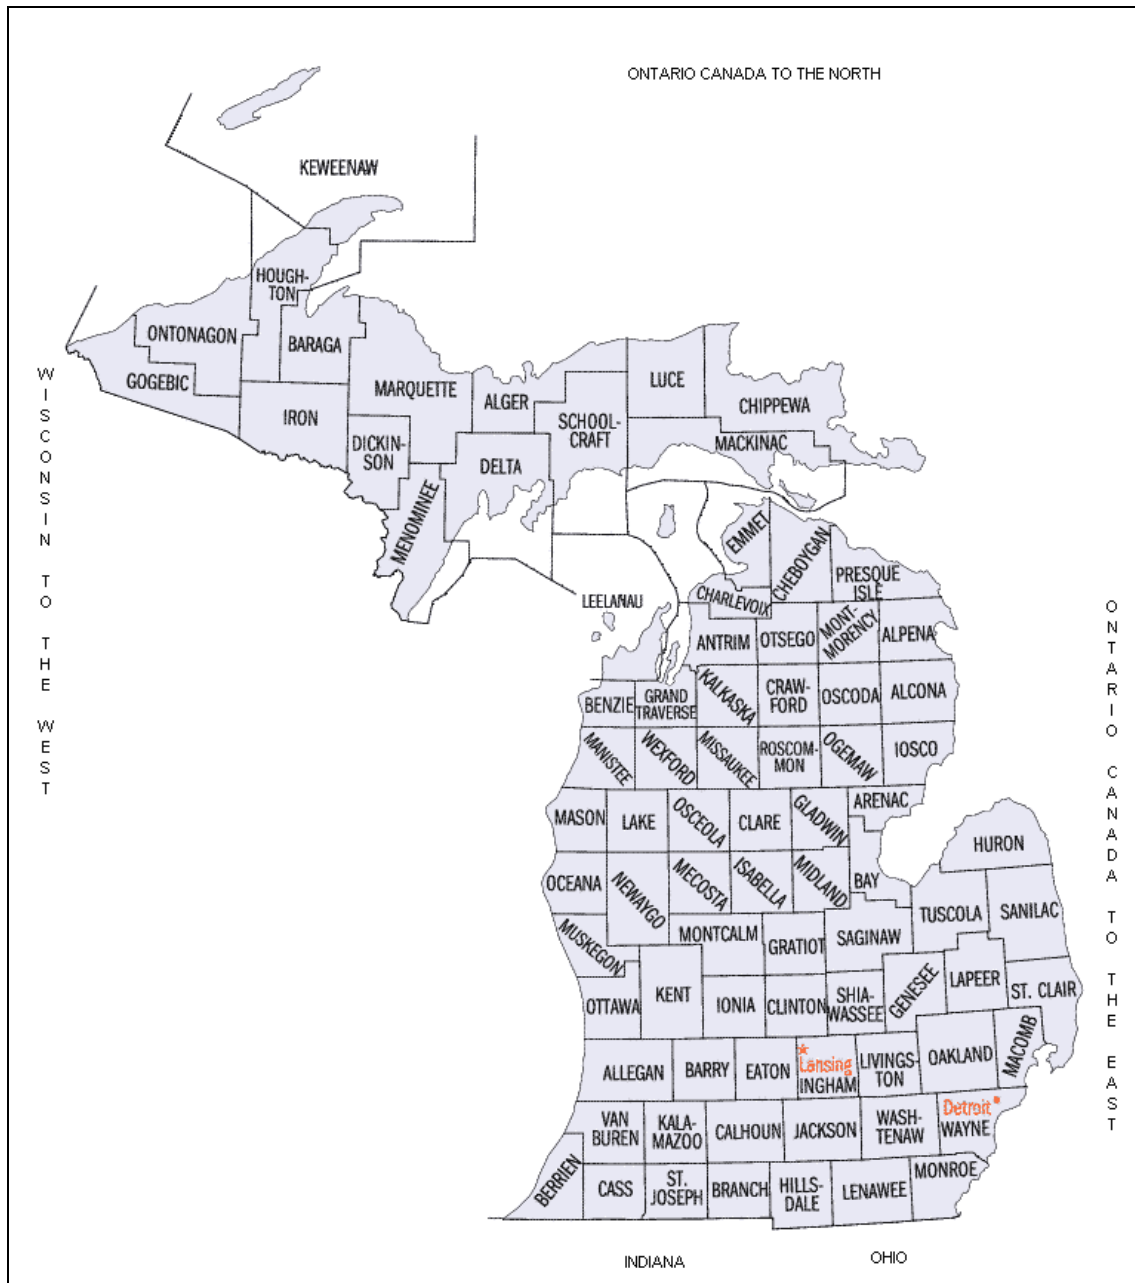 ONTARIO CANADA TO THE NORTH
KEWEENAW
HOUGH-
TON
ONTONAGON
BARAGA
GOGEBIC
MARQUETTE
ALGER
LUCE
CHIPPEWA
IRON
SCHOOL-
CRAFT
MACKINAC
DICKIN-
SON
DELTA
MENOMINEE
WISCONSIN TO THE WEST
EMMET
CHEBOYGAN
PRESQUE
ISLE
LEELANAU
CHARLEVOIX
ANTRIM
OTSEGO
MONT-
MORENCY
ALPENA
ONTARIO CANADA TO THE EAST
BENZIE
GRAND
TRAVERSE
KALKASKA
CRAW-
FORD
OSCODA
ALCONA
MANISTEE
WEXFORD
MISSAUKEE
ROSCOM-
MON
OGEMAW
IOSCO
ARENAC
MASON
LAKE
OSCEOLA
CLARE
GLADWIN
HURON
OCEANA
NEWAYGO
MECOSTA
ISABELLA
MIDLAND
BAY
TUSCOLA
SANILAC
MUSKEGON
MONTCALM
GRATIOT
SAGINAW
OTTAWA
KENT
IONIA
CLINTON
SHIA-
WASSEE
GENESEE
LAPEER
ST. CLAIR
ALLEGAN
BARRY
EATON
Lansing
INGHAM
LIVINGS-
TON
OAKLAND
MACOMB
VAN
BUREN
KALA-
MAZOO
CALHOUN
JACKSON
WASH-
TENAW
Detroit
WAYNE
BERRIEN
CASS
ST.
JOSEPH
BRANCH
HILLS-
DALE
LENAWEE
MONROE
INDIANA
OHIO